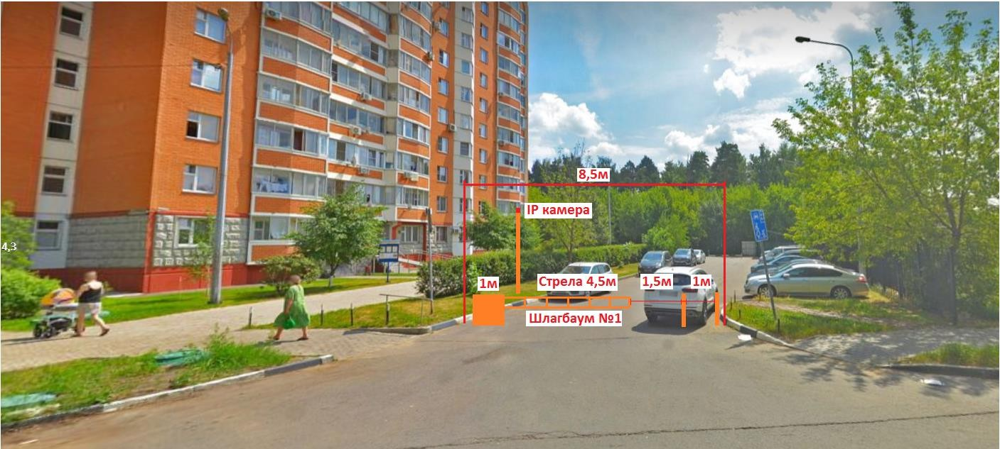 8,5м
IP камера
4,3
1м
Стрела 4,5м
1,5м
1м
Шлагбаум №1